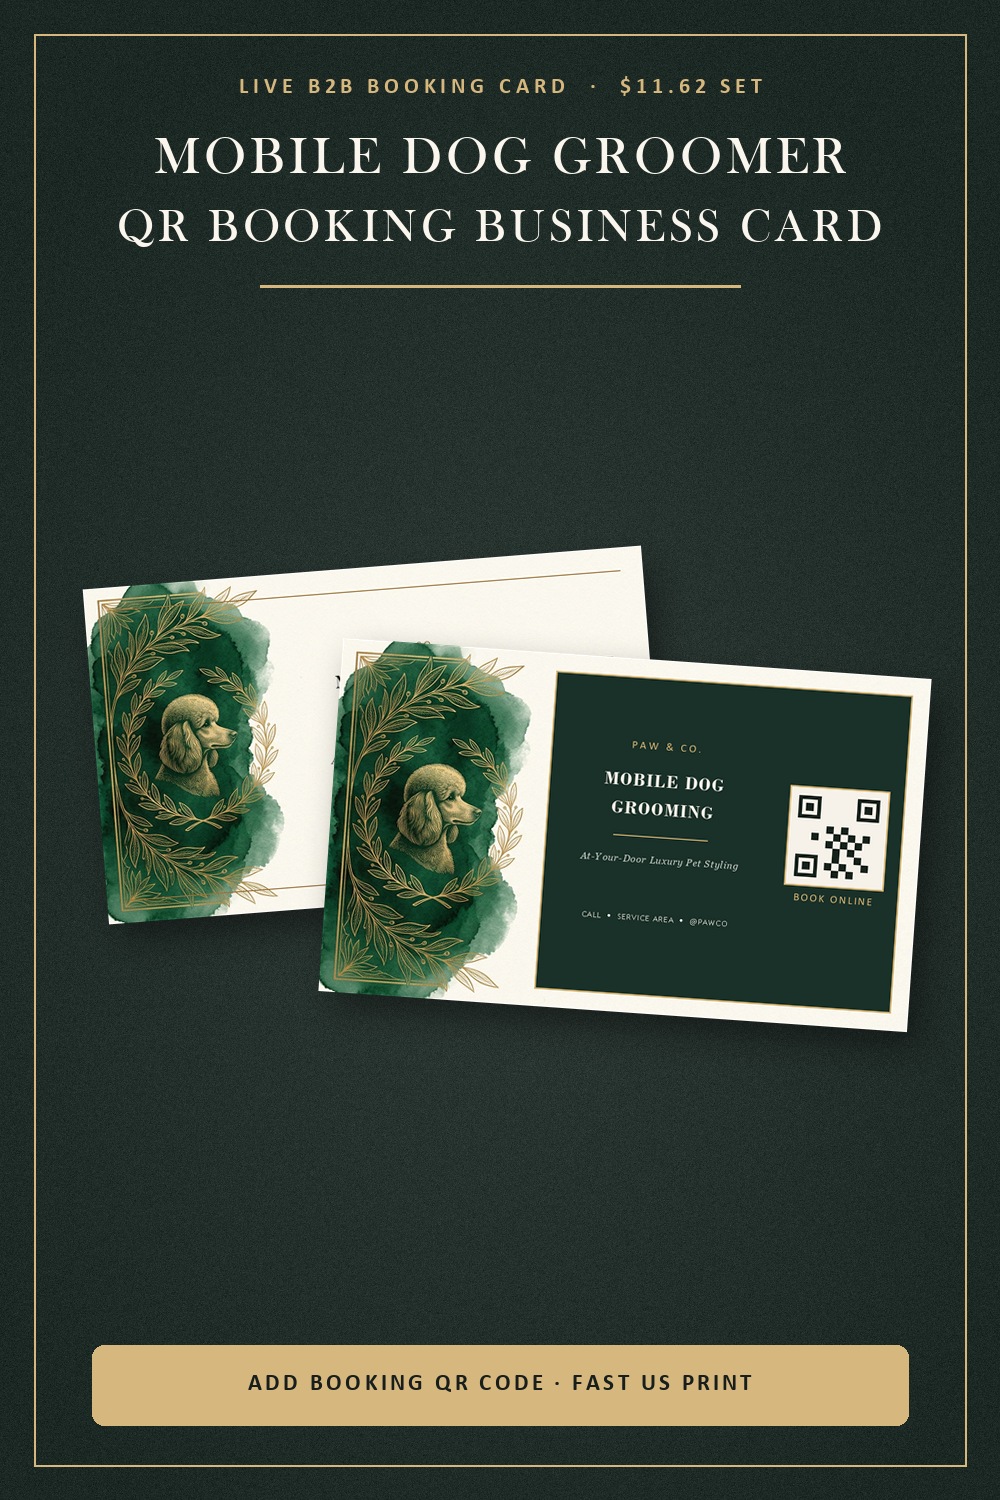 LIVE B2B BOOKING CARD · $11.62 SET
MOBILE DOG GROOMER
QR BOOKING BUSINESS CARD
PAW & CO.
MOBILE DOG
GROOMING
At-Your-Door Luxury Pet Styling
CALL • SERVICE AREA • @PAWCO
BOOK ONLINE
ADD BOOKING QR CODE · FAST US PRINT